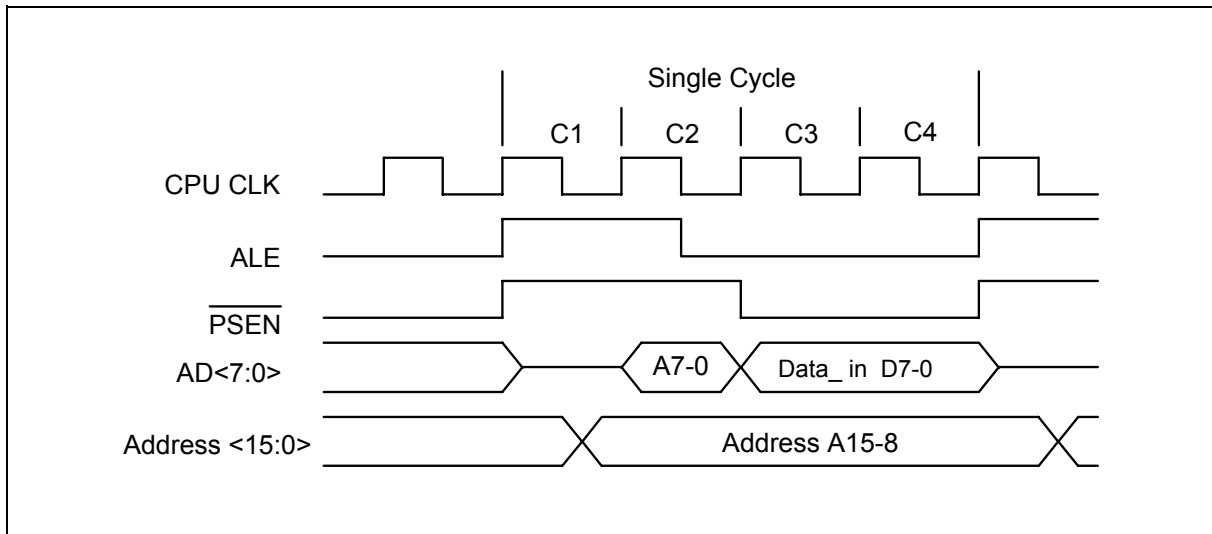 Single Cycle
C1 C2 C3 C4
CPU CLK
ALE
PSEN
AD<7:0> A7-0 Data_ in D7-0
Address <15:0> Address A15-8